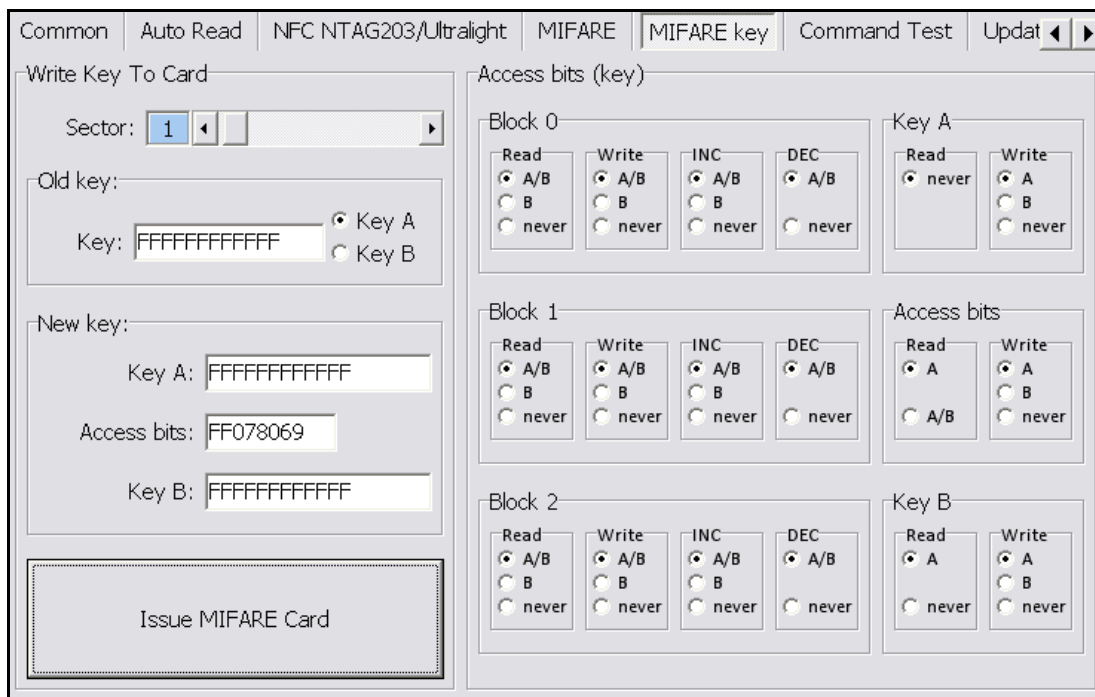 Common Auto Read NFC NTAG203/Ultralight MIFARE MIFARE key Command Test Updat
Write Key To Card
Sector: 1
Old key:
Key: FFFFFFFFFFFF
Key A
Key B
New key:
Key A: FFFFFFFFFFFF
Access bits: FF078069
Key B: FFFFFFFFFFFF
Issue MIFARE Card
Access bits (key)
Block 0
Read Write INC DEC
A/B A/B A/B A/B
B B B
never never never never
Key A
Read Write
never A
B
never
Block 1
Read Write INC DEC
A/B A/B A/B A/B
B B B
never never never never
Access bits
Read Write
A A
B
A/B never
Block 2
Read Write INC DEC
A/B A/B A/B A/B
B B B
never never never never
Key B
Read Write
A A
B
never never